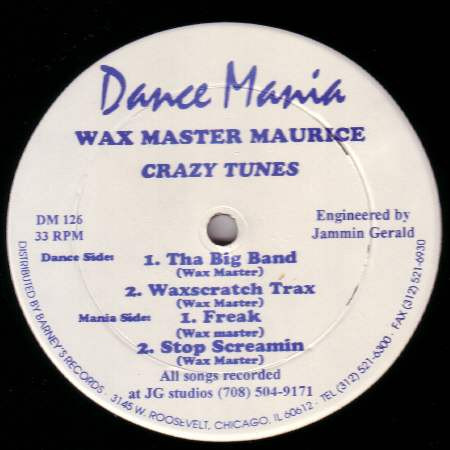 Dance Mania
WAX MASTER MAURICE
CRAZY TUNES
DM 126
33 RPM
Engineered by
Jammin Gerald
Dance Side: 1. Tha Big Band
(Wax Master)
2. Waxscratch Trax
(Wax Master)
Mania Side: 1. Freak
(Wax master)
2. Stop Screamin
(Wax Master)
All songs recorded
at JG studios (708) 504-9171
DISTRIBUTED BY BARNEY'S RECORDS · 3145 W. ROOSEVELT, CHICAGO, IL 60612 · TEL (312) 521-6300 · FAX (312) 521-6930